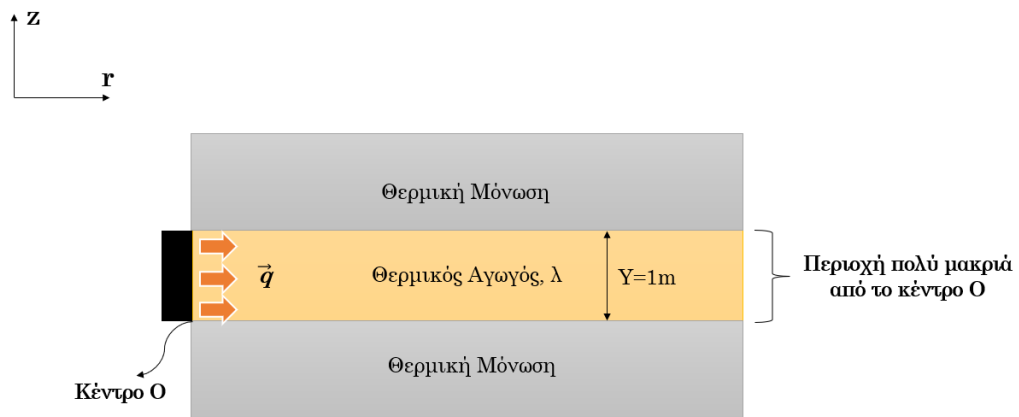 z
r
Θερμική Μόνωση
q
Θερμικός Αγωγός, λ
Υ=1m
Περιοχή πολύ μακριά
από το κέντρο Ο
Θερμική Μόνωση
Κέντρο Ο